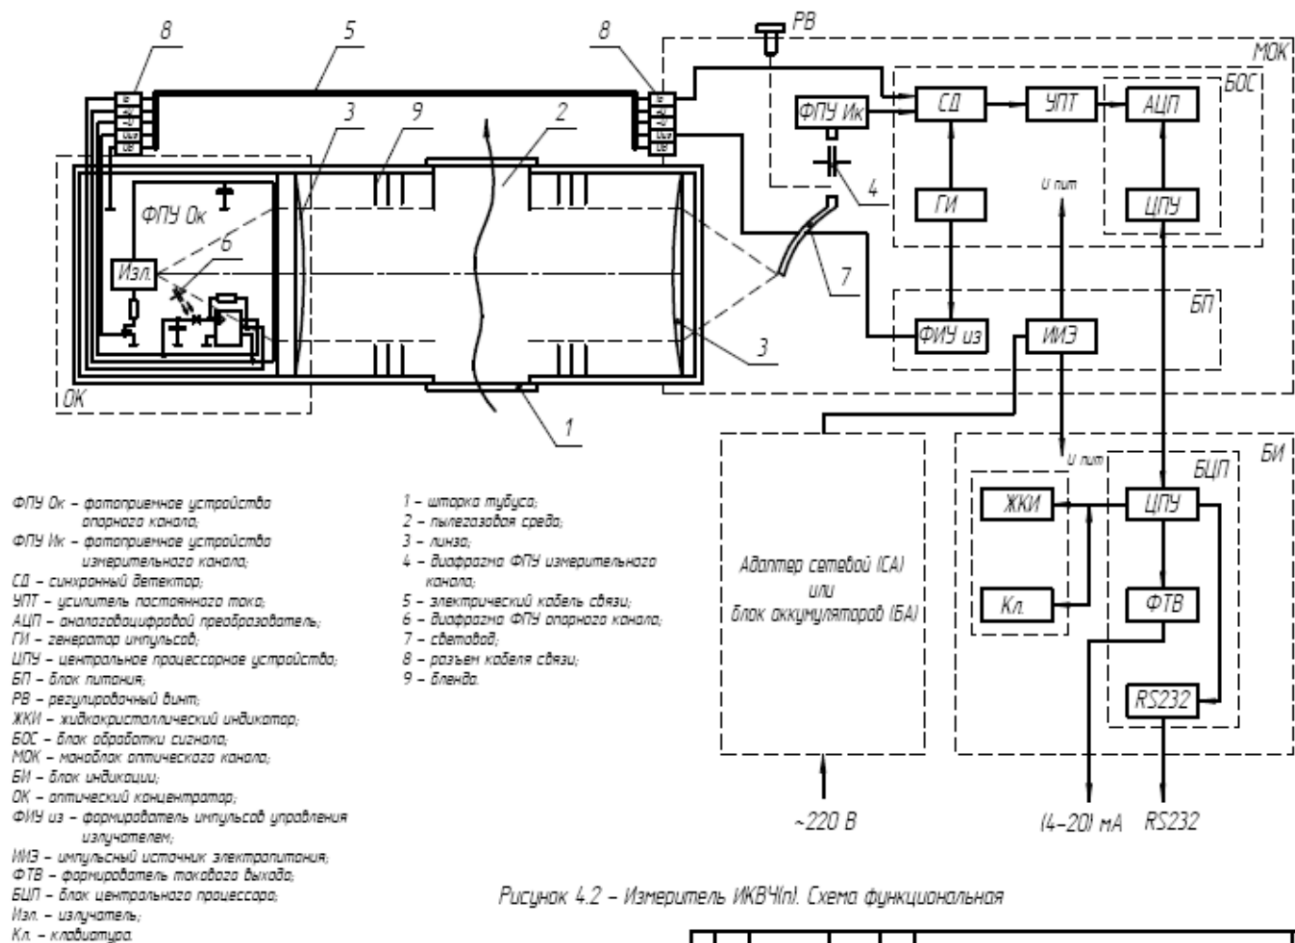 8
5
8
РВ
МОК
3
9
2
ФПУ Ик
СД
УПТ
БОС
АЦП
4
U пит
ФПУ Ок
6
ГИ
ЦПУ
Изл.
7
БП
ФИУ из
ИИЭ
3
ОК
1
U пит
БИ
БЦП
ЖКИ
ЦПУ
Адаптер сетевой (СА)
или
блок аккумуляторов (БА)
Кл.
ФТВ
RS232
~220 В
(4-20) мА
RS232
ФПУ Ок - фотоприемное устройство
опорного канала;
ФПУ Ик - фотоприемное устройство
измерительного канала;
СД - синхронный детектор;
УПТ - усилитель постоянного тока;
АЦП - аналогавоцифровой преобразователь;
ГИ - генератор импульсов;
ЦПУ - центральное процессорное устройство;
БП - блок питания;
РВ - регулировочный винт;
ЖКИ - жидкокристаллический индикатор;
БОС - блок обработки сигнала;
МОК - моноблок оптического канала;
БИ - блок индикации;
ОК - оптический концентратор;
ФИУ из - формирователь импульсов управления
излучателем;
ИИЭ - импульсный источник электропитания;
ФТВ - формирователь токового выхода;
БЦП - блок центрального процессора;
Изл. - излучатель;
Кл. - клавиатура.
1 - шторка тубуса;
2 - пылегазовая среда;
3 - линза;
4 - диафрагма ФПУ измерительного
канала;
5 - электрический кабель связи;
6 - диафрагма ФПУ опорного канала;
7 - световод;
8 - разъем кабеля связи;
9 - бленда.
Рисунок 4.2 - Измеритель ИКВЧ(п). Схема функциональная